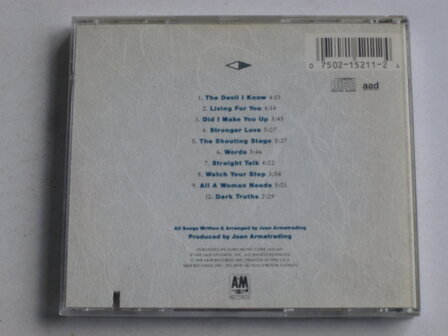 0 7502-15211-2 4
aad
1. The Devil I Know 4:13
2. Living For You 4:14
3. Did I Make You Up 3:45
4. Stronger Love 5:07
5. The Shouting Stage 5:27
6. Words 3:46
7. Straight Talk 4:02
8. Watch Your Step 3:58
9. All A Woman Needs 5:01
10. Dark Truths 2:09
All Songs Written & Arranged by Joan Armatrading
Produced by Joan Armatrading
A&M
RECORDS